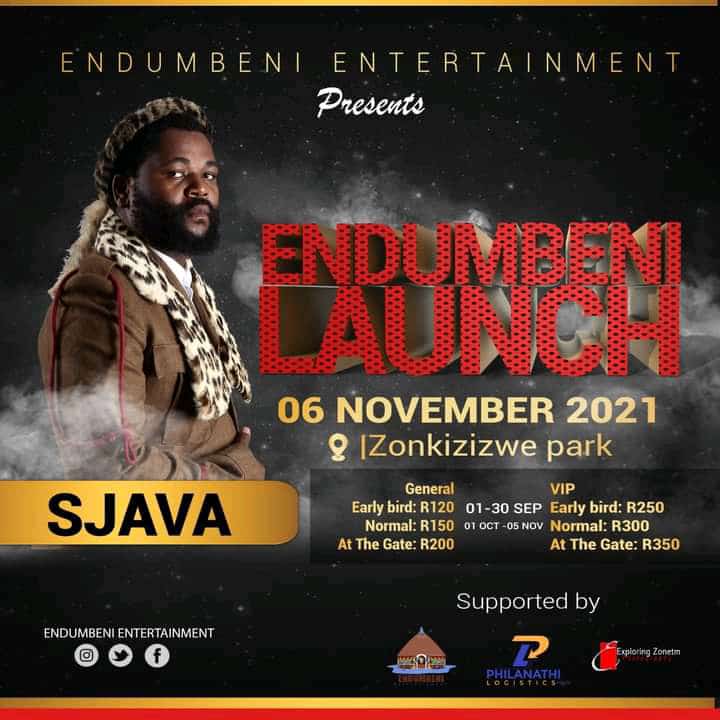 ENDUMBENI ENTERTAINMENT
Presents
ENDUMBENI
LAUNCH
06 NOVEMBER 2021
|Zonkizizwe park
SJAVA
General
Early bird: R120
Normal: R150
At The Gate: R200
01-30 SEP
01 OCT -05 NOV
VIP
Early bird: R250
Normal: R300
At The Gate: R350
Supported by
ENDUMBENI ENTERTAINMENT
ENDUMBENI
PHILANATHI
LOGISTICS
Exploring Zonetm